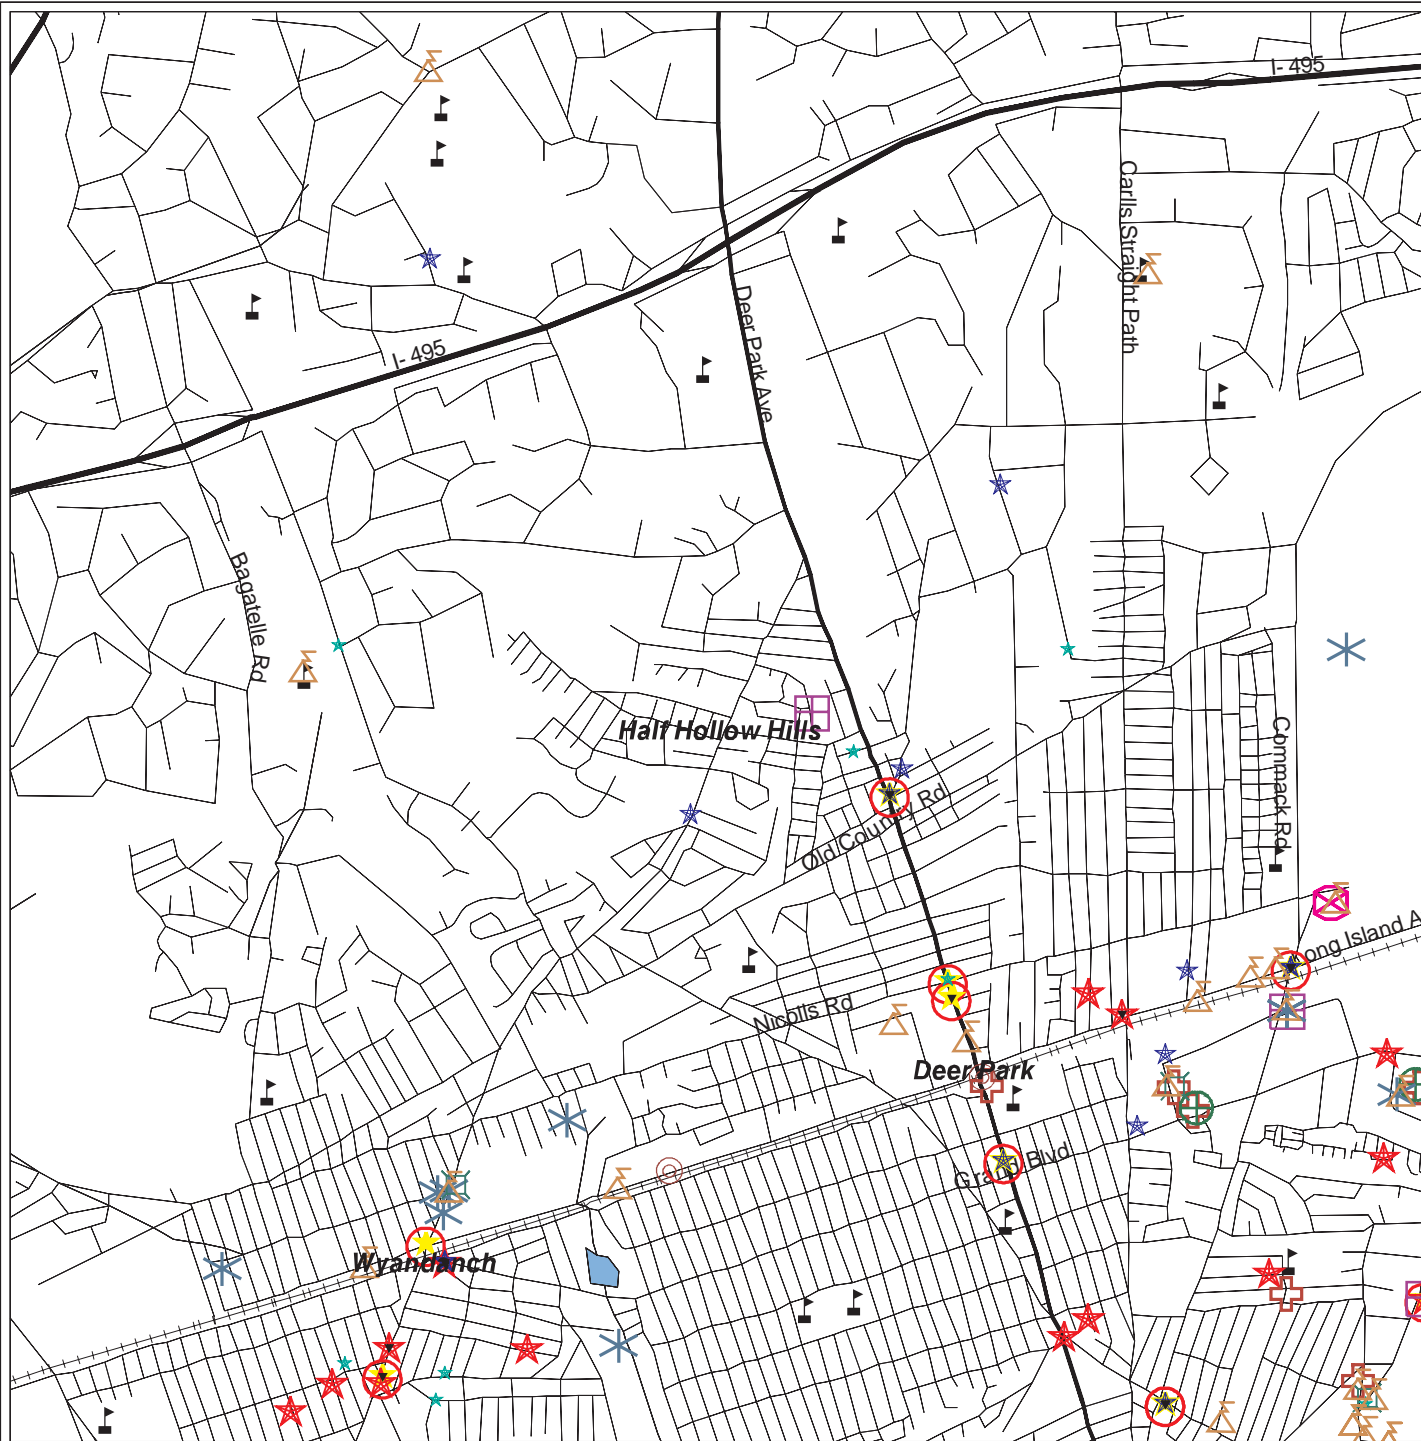 I- 495
Carlls Straight Path
Deer Park Ave
I- 495
Bagatelle Rd
Half Hollow Hills
Commack Rd
Old Country Rd
ong Island A
Nicolls Rd
Deer Park
Grand Blvd
Wyandanch